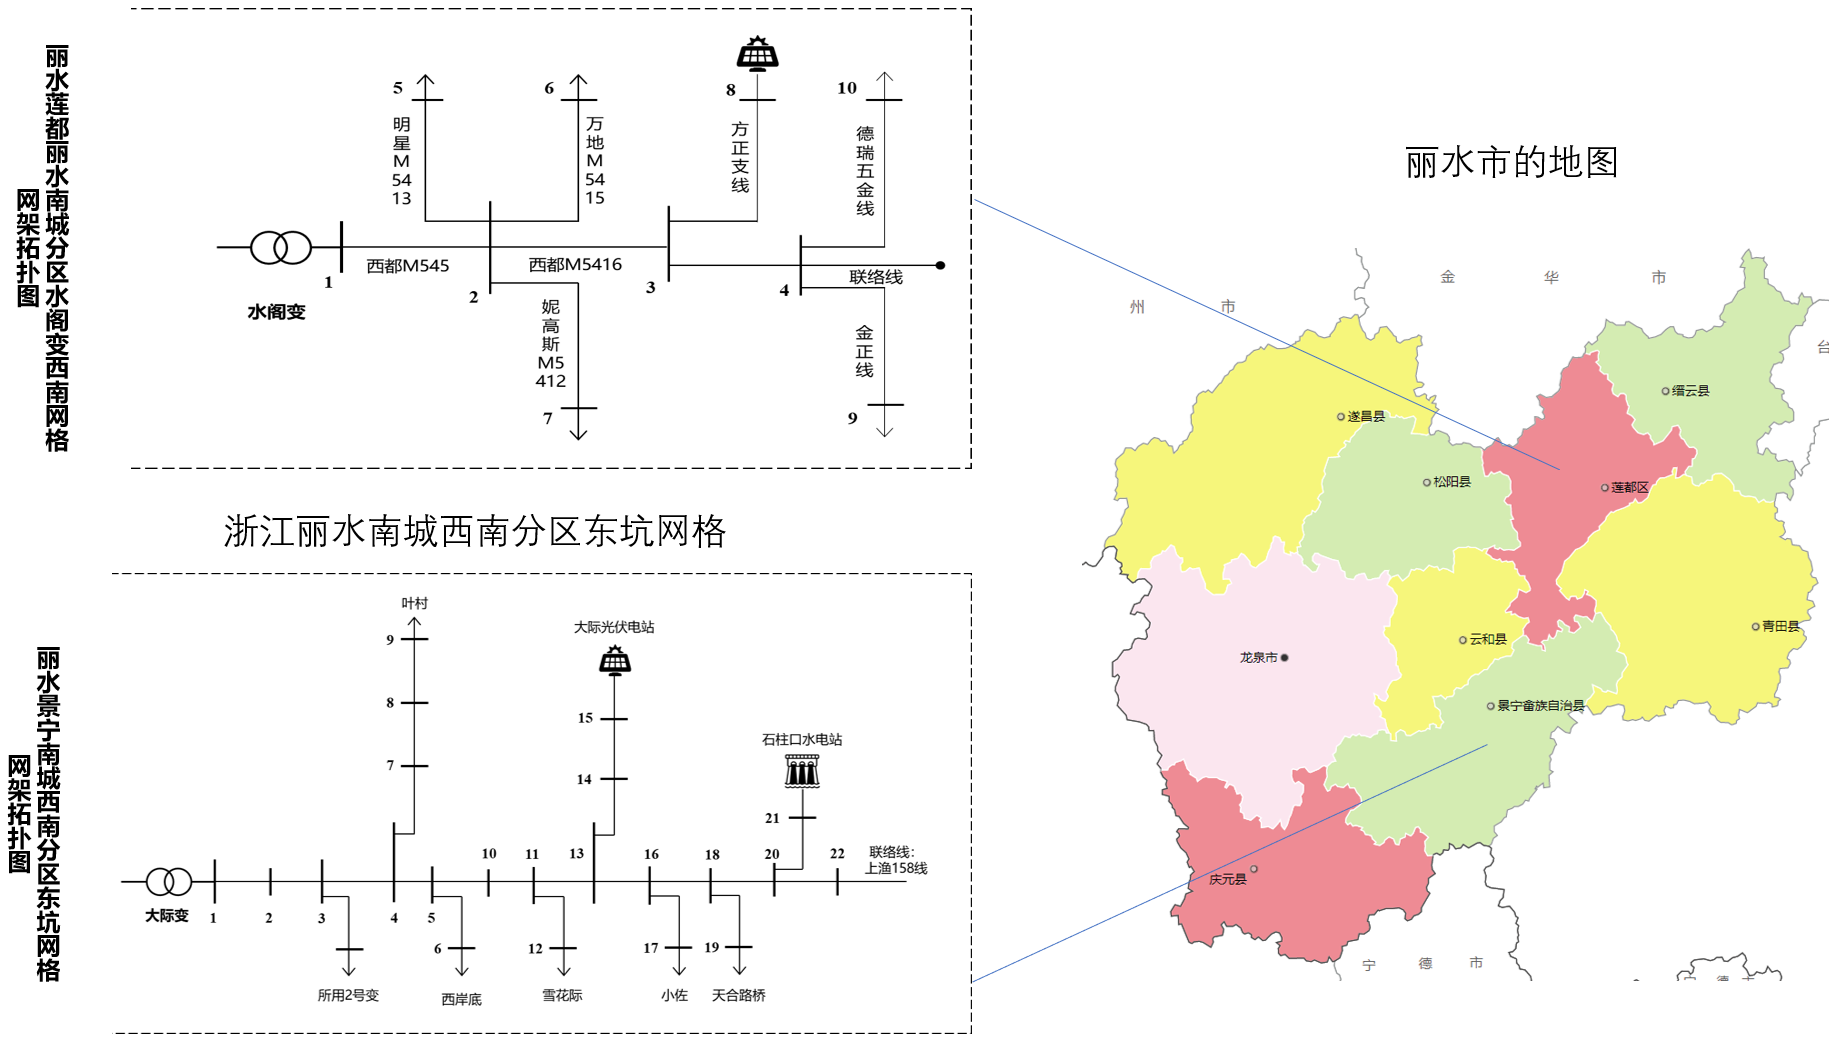 丽水莲都丽水南城分区水阁变西南网格
网架拓扑图
5
6
8
10
明星M5413
万地M5415
方正支线
德瑞五金线
1
西都M545
2
西都M5416
3
4
联络线
水阁变
妮高斯M5412
金正线
7
9
浙江丽水南城西南分区东坑网格
丽水景宁南城西南分区东坑网格
网架拓扑图
叶村
9
8
7
大际光伏电站
15
14
石柱口水电站
21
10
11
13
16
18
20
22
联络线：
上渔158线
大际变
1
2
3
4
5
6
12
17
19
所用2号变
西岸底
雪花际
小佐
天合路桥
丽水市的地图
州 市
金 华 市
台
缙云县
遂昌县
松阳县
莲都区
青田县
云和县
龙泉市
景宁畲族自治县
庆元县
宁 德 市